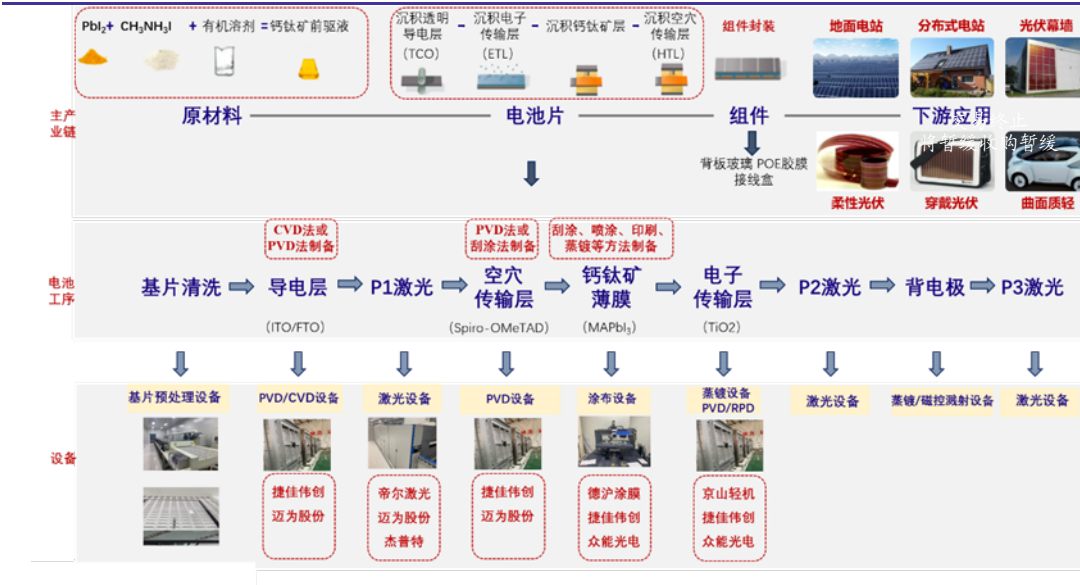 PbI₂+ CH₃NH₃I + 有机溶剂 =钙钛矿前驱液
沉积透明导电层(TCO) – 沉积电子传输层(ETL) – 沉积钙钛矿层 – 沉积空穴传输层(HTL)
组件封装
地面电站 分布式电站 光伏幕墙
主产业链
原材料 电池片 组件 下游应用
将暂缓收购暂缓
背板玻璃 POE胶膜
接线盒
柔性光伏 穿戴光伏 曲面质轻
CVD法或
PVD法制备
PVD法或
刮涂法制备
刮涂、喷涂、印刷、
蒸镀等方法制备
电池
工序
基片清洗 导电层 P1激光 空穴传输层 钙钛矿薄膜 电子传输层 P2激光 背电极 P3激光
(ITO/FTO) (Spiro-OMeTAD) (MAPbI₃) (TiO2)
设备
基片预处理设备 PVD/CVD设备 激光设备 PVD设备 涂布设备 蒸镀设备PVD/RPD 激光设备 蒸镀/磁控溅射设备 激光设备
捷佳伟创
迈为股份
帝尔激光
迈为股份
杰普特
捷佳伟创
迈为股份
德沪涂膜
捷佳伟创
众能光电
京山轻机
捷佳伟创
众能光电